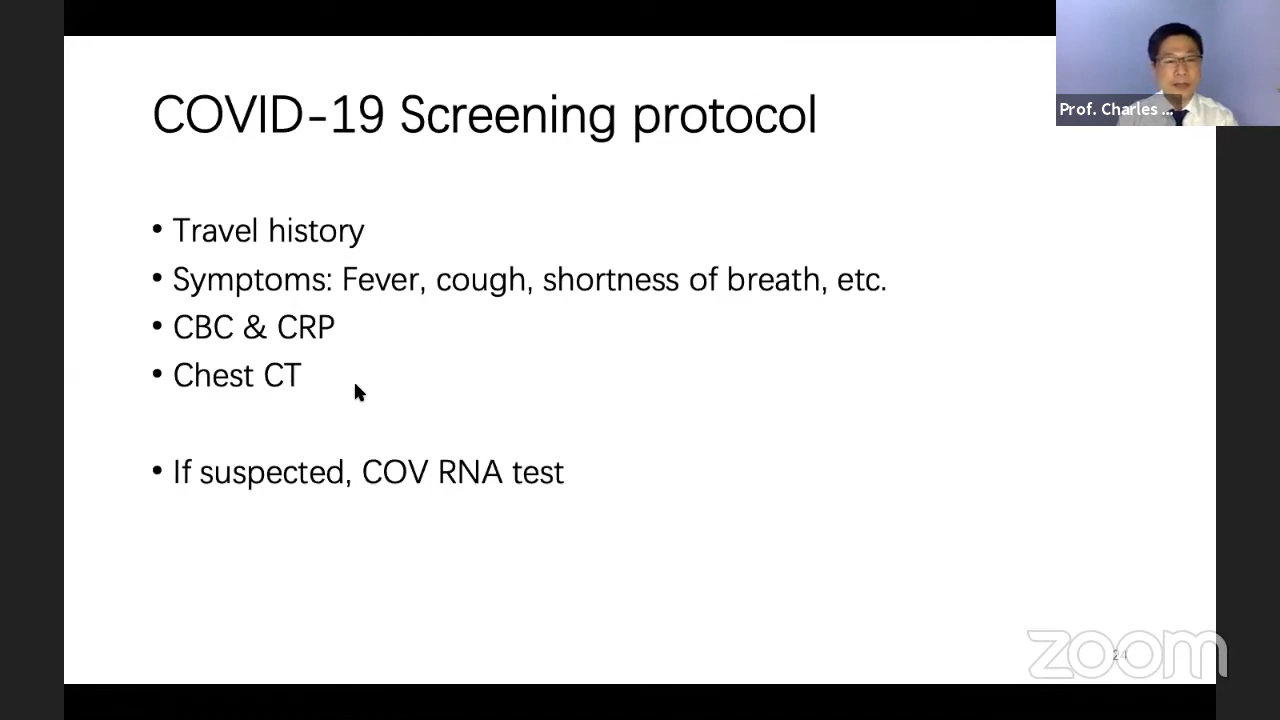 COVID-19 Screening protocol
Prof. Charles ...
• Travel history
• Symptoms: Fever, cough, shortness of breath, etc.
• CBC & CRP
• Chest CT
• If suspected, COV RNA test
24
zoom